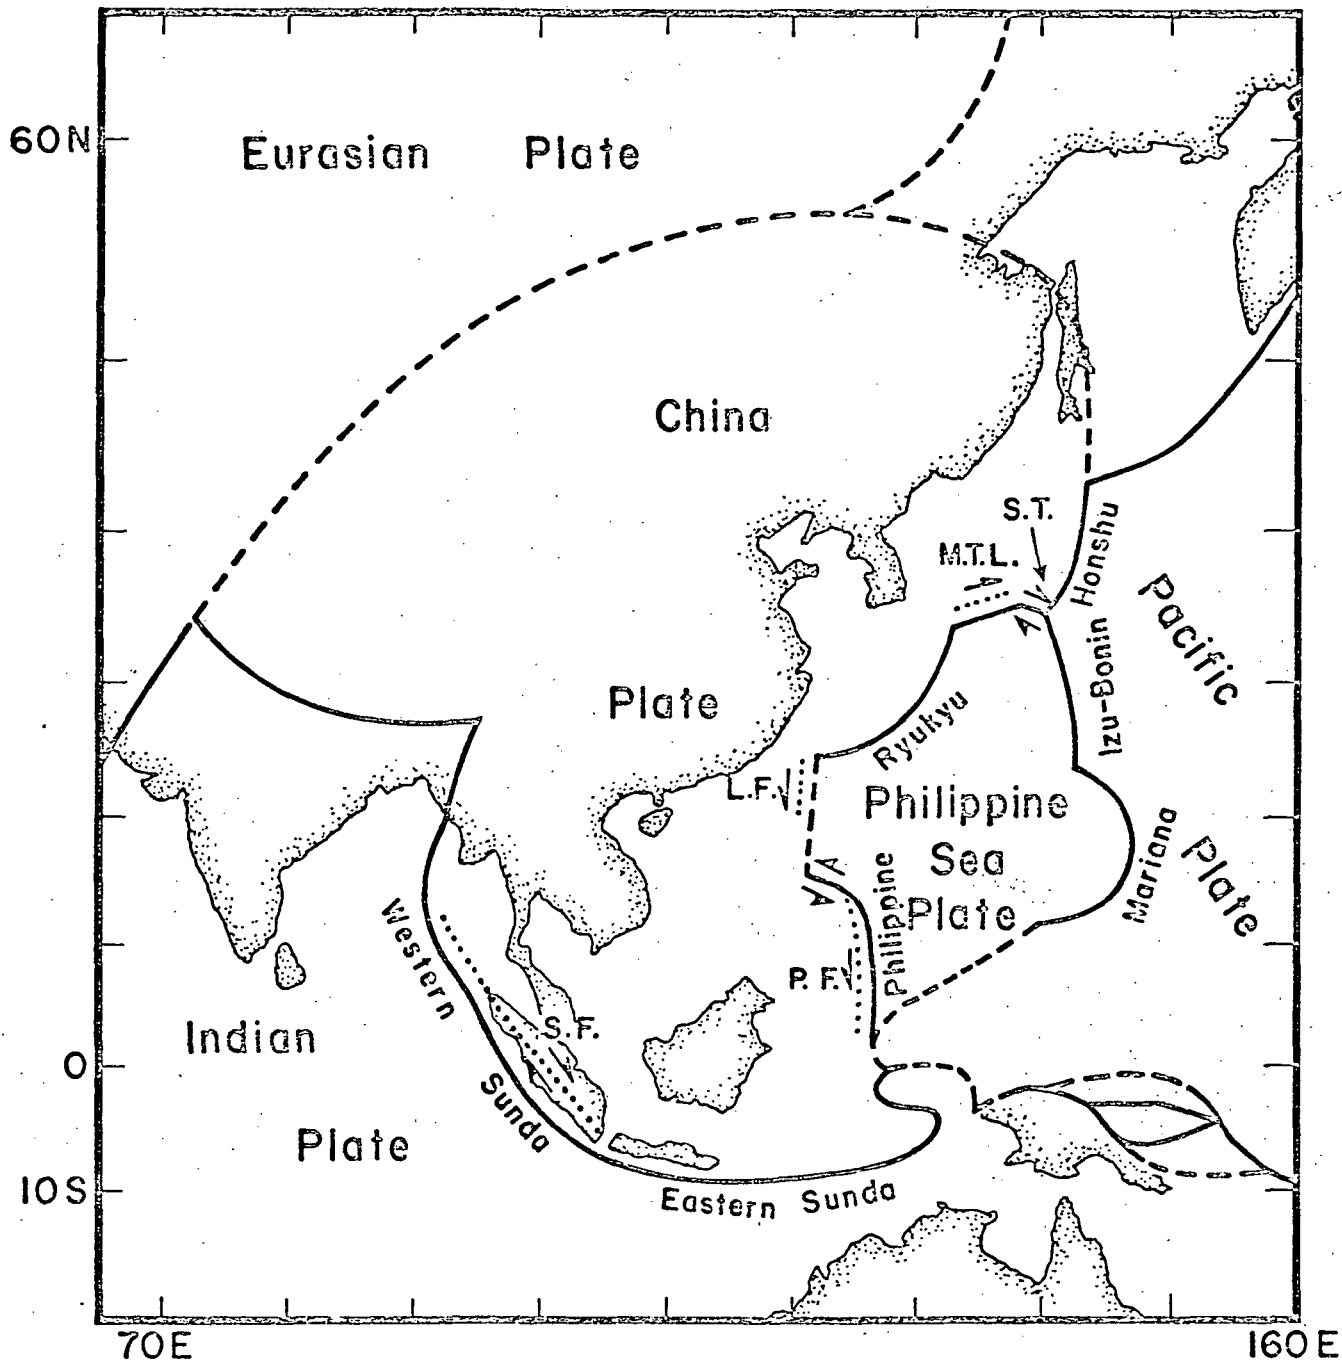 60N
Eurasian Plate
China
S.T.
M.T.L.
Honshu
Pacific
Izu-Bonin
Plate
Ryukyu
L.F.
Philippine
Sea
Plate
Mariana
Plate
Philippine
Western
P.F.
Indian
S.F.
0
Sunda
Plate
10S
Eastern Sunda
70E
160E